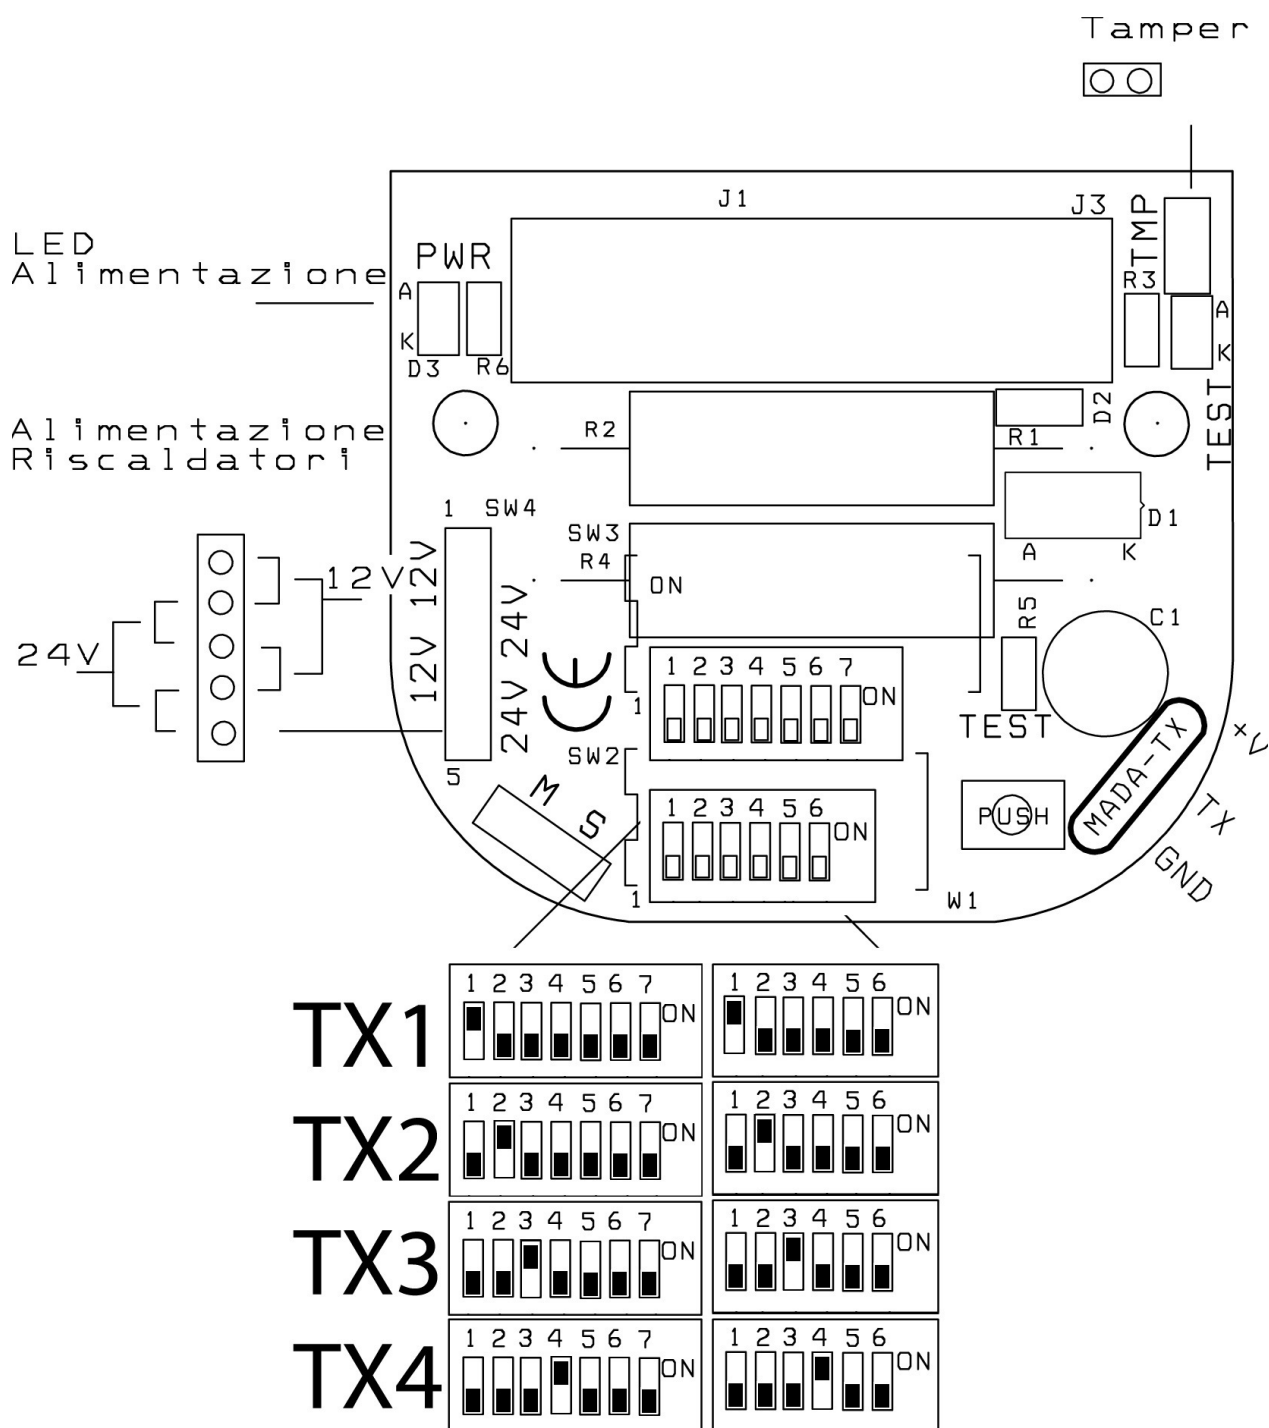 Tamper
J1
J3
TMP
LED
Alimentazione
PWR
R3
A
A
K
K
D3
R6
D2
TEST
Alimentazione
Riscaldatori
R2
R1
1 SW4
SW3
D1
R4
A K
12V
12V
ON
24V
R5
C1
24V
12V
24V
1 2 3 4 5 6 7
ON
1
TEST
MADA-TX
+V
SW2
5
M S
1 2 3 4 5 6
ON
PUSH
TX
GND
1
W1
TX1
1 2 3 4 5 6 7 ON
1 2 3 4 5 6 ON
TX2
1 2 3 4 5 6 7 ON
1 2 3 4 5 6 ON
TX3
1 2 3 4 5 6 7 ON
1 2 3 4 5 6 ON
TX4
1 2 3 4 5 6 7 ON
1 2 3 4 5 6 ON